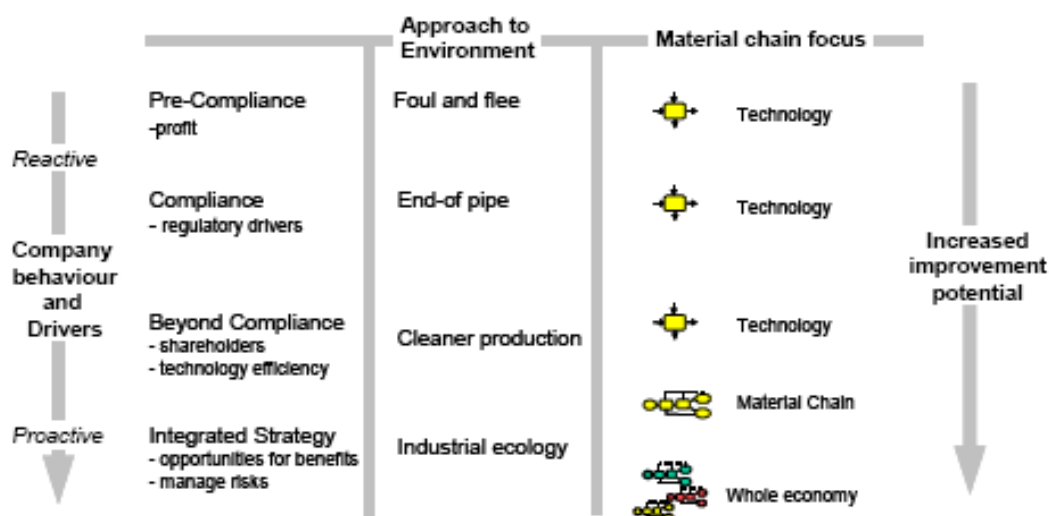 Approach to
Environment
Material chain focus
Pre-Compliance
-profit
Foul and flee
Technology
Reactive
Compliance
- regulatory drivers
End-of pipe
Technology
Company
behaviour
and
Drivers
Increased
improvement
potential
Beyond Compliance
- shareholders
- technology efficiency
Cleaner production
Technology
Material Chain
Proactive
Integrated Strategy
- opportunities for benefits
- manage risks
Industrial ecology
Whole economy